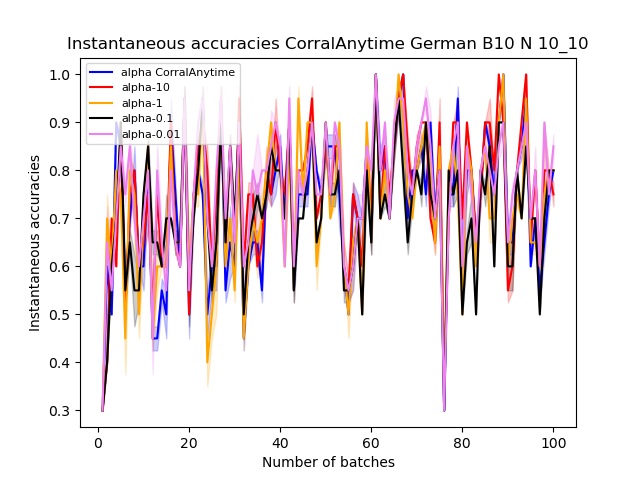 Instantaneous accuracies CorralAnytime German B10 N 10_10
alpha CorralAnytime
alpha-10
alpha-1
alpha-0.1
alpha-0.01
Instantaneous accuracies
1.0
0.9
0.8
0.7
0.6
0.5
0.4
0.3
0 20 40 60 80 100
Number of batches